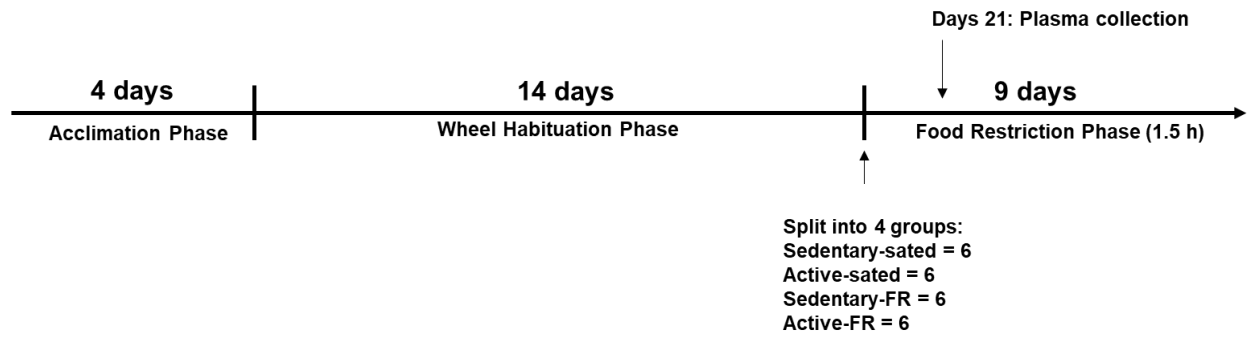 Days 21: Plasma collection
4 days
14 days
9 days
Acclimation Phase
Wheel Habituation Phase
Food Restriction Phase (1.5 h)
Split into 4 groups:
Sedentary-sated = 6
Active-sated = 6
Sedentary-FR = 6
Active-FR = 6